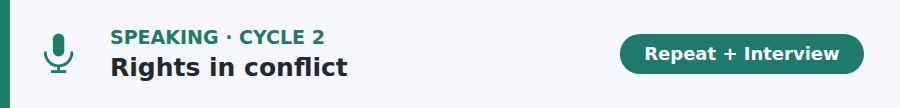 SPEAKING · CYCLE 2
Rights in conflict
Repeat + Interview